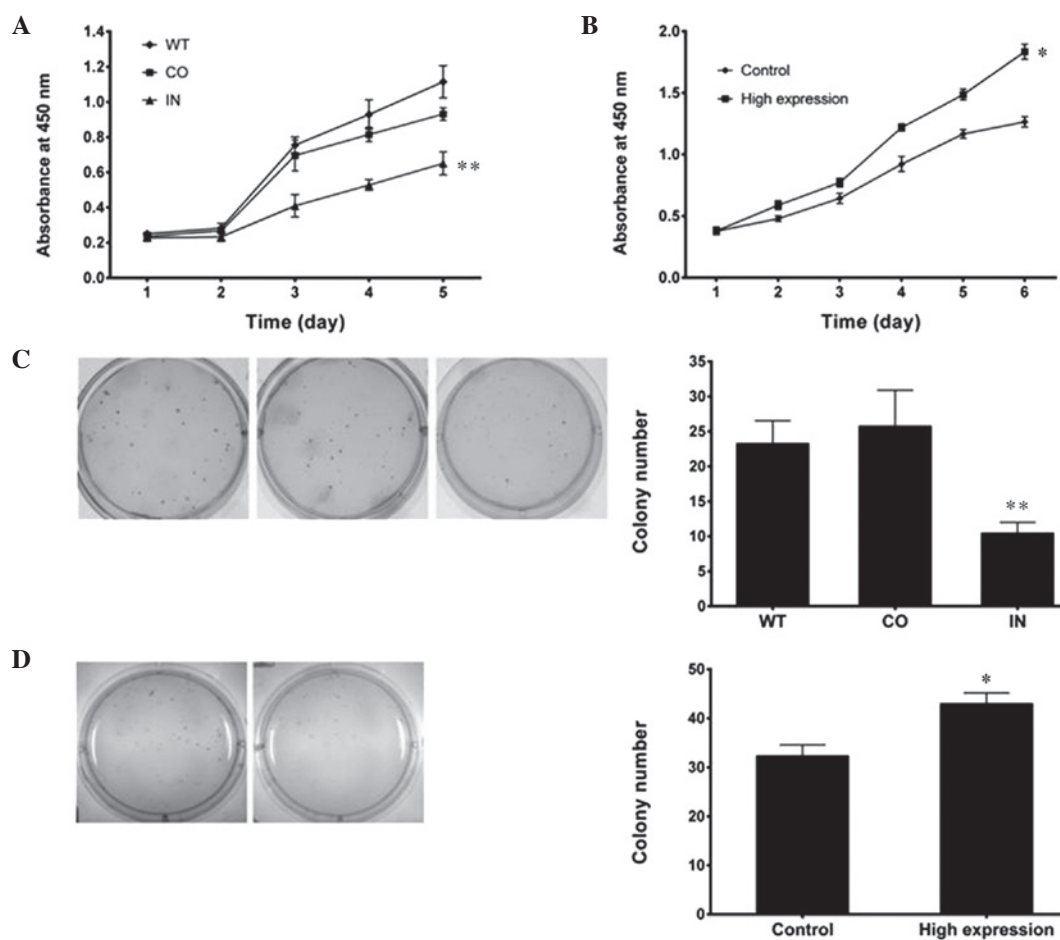 A
Absorbance at 450 nm
1.4
1.2
1.0
0.8
0.6
0.4
0.2
0.0
WT
CO
IN
**
1 2 3 4 5
Time (day)
B
Absorbance at 450 nm
2.0
1.5
1.0
0.5
0.0
Control
High expression
*
1 2 3 4 5 6
Time (day)
C
Colony number
35
30
25
20
15
10
5
0
**
WT CO IN
D
Colony number
50
40
30
20
10
0
*
Control High expression